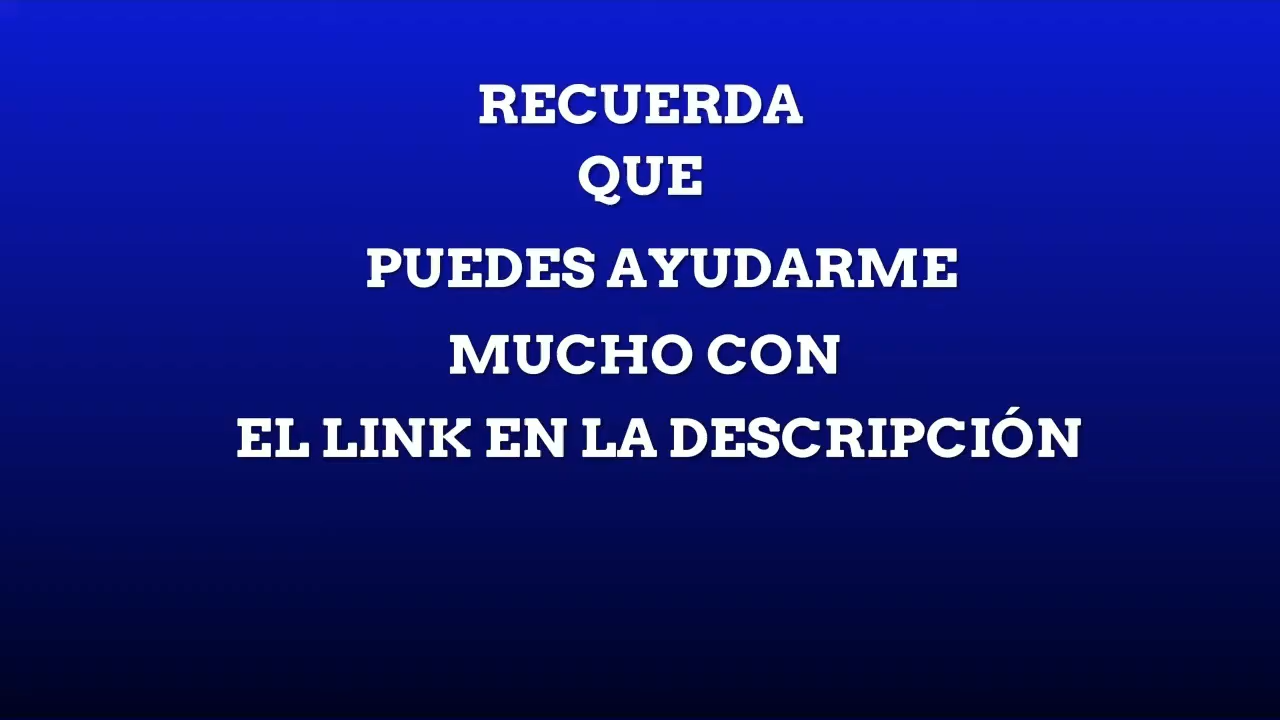 RECUERDA
QUE
PUEDES AYUDARME
MUCHO CON
EL LINK EN LA DESCRIPCIÓN